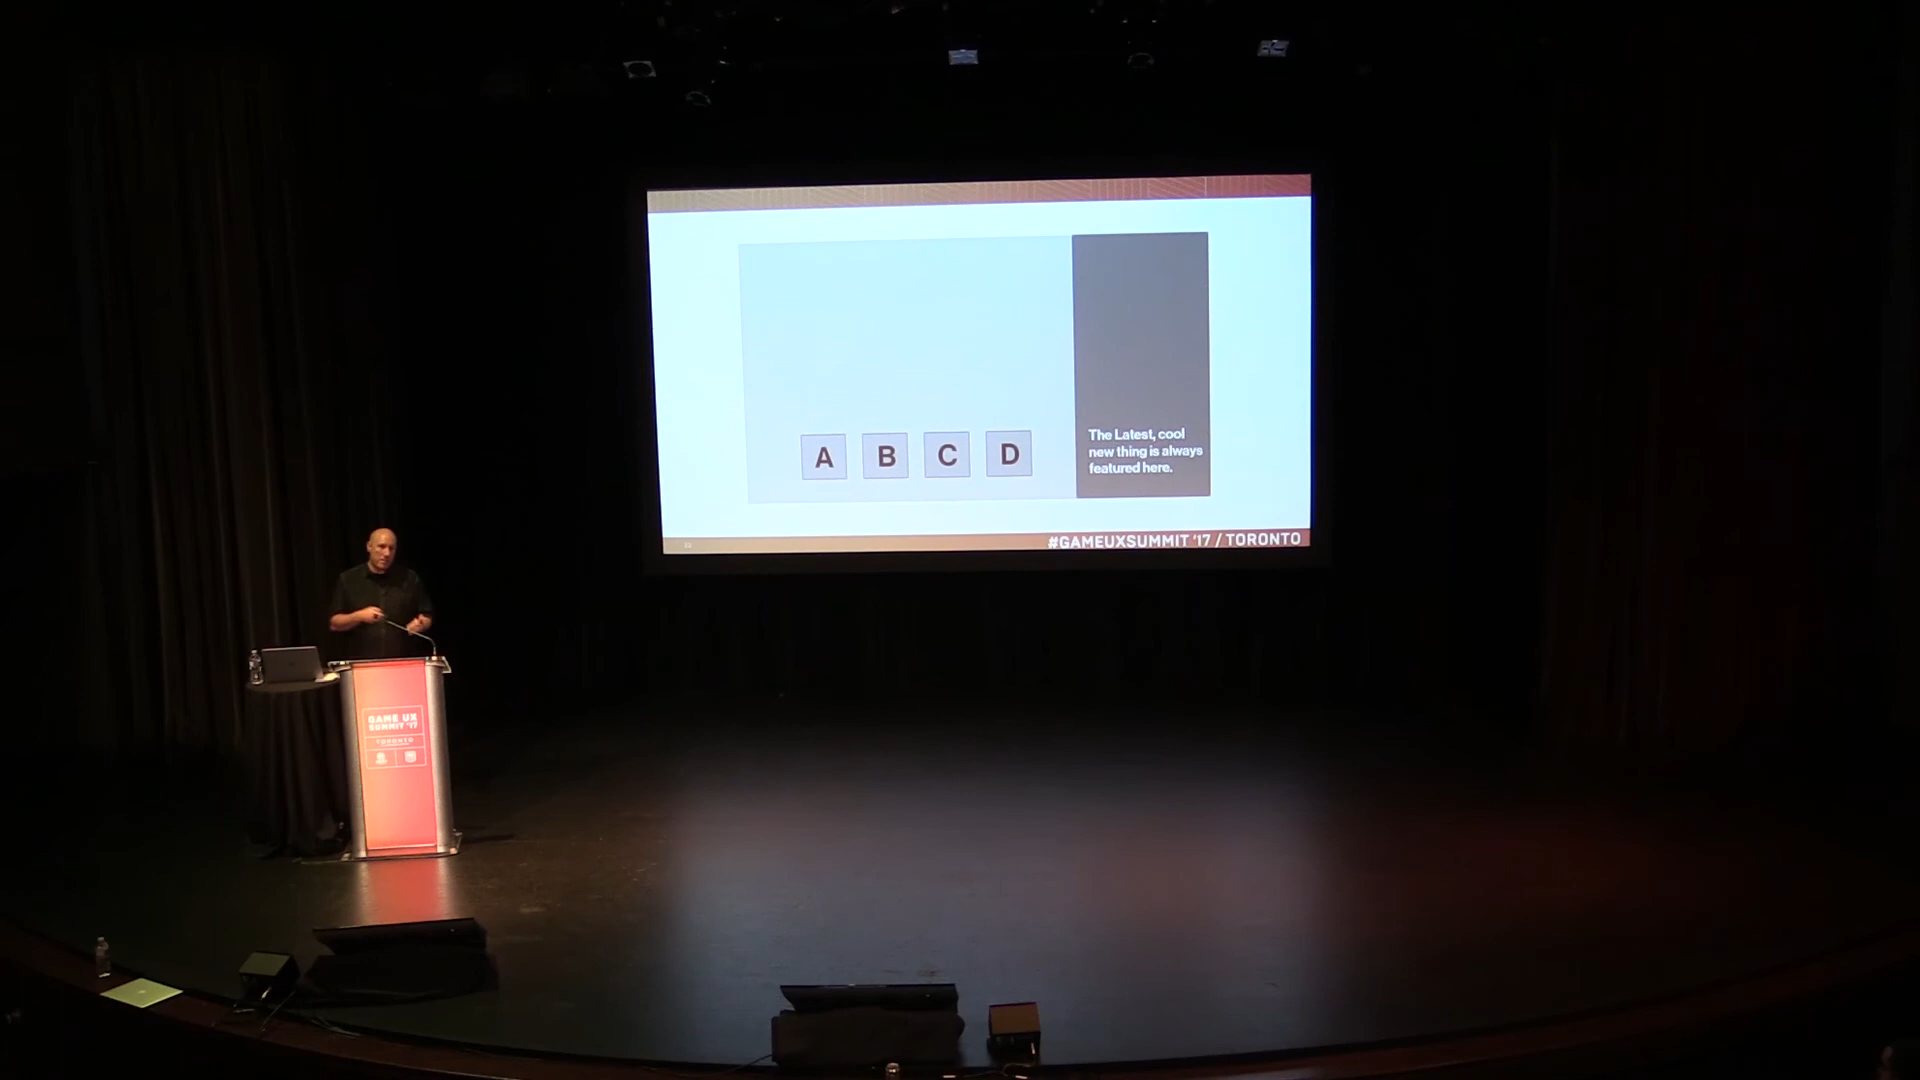 A B C D
The Latest, cool
new thing is always
featured here.
#GAMEUXSUMMIT '17 / TORONTO
GAME UX
SUMMIT '17
TORONTO